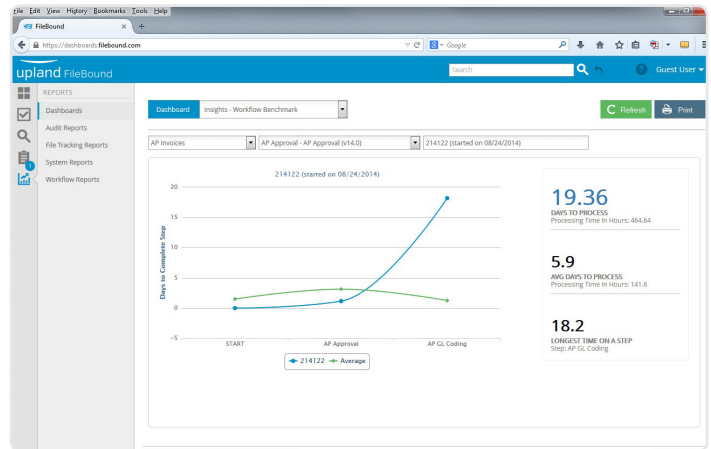 File Edit View History Bookmarks Tools Help
FileBound × +
https://dashboards.filebound.com
Google
upland FileBound
Search
? Guest User
REPORTS
Dashboards
Audit Reports
File Tracking Reports
System Reports
1
Workflow Reports
Dashboard Insights - Workflow Benchmark
Refresh Print
AP Invoices AP Approval - AP Approval (v14.0) 214122 (started on 08/24/2014)
214122 (started on 08/24/2014)
Days to Complete Step
20
15
10
5
0
-5
START AP Approval AP GL Coding
214122 Average
19.36
DAYS TO PROCESS
Processing Time In Hours: 464.64
5.9
AVG DAYS TO PROCESS
Processing Time In Hours: 141.6
18.2
LONGEST TIME ON A STEP
Step: AP GL Coding